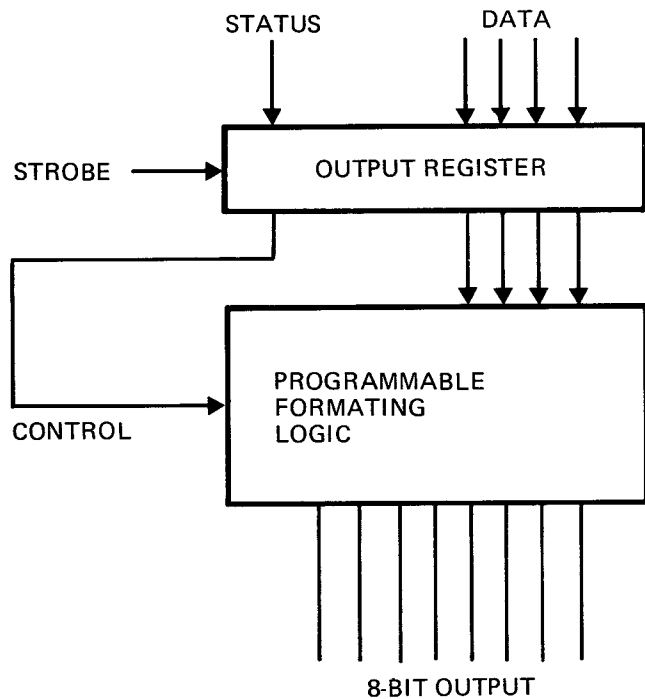 STATUS
DATA
STROBE
OUTPUT REGISTER
PROGRAMMABLE
FORMATING
LOGIC
CONTROL
8-BIT OUTPUT